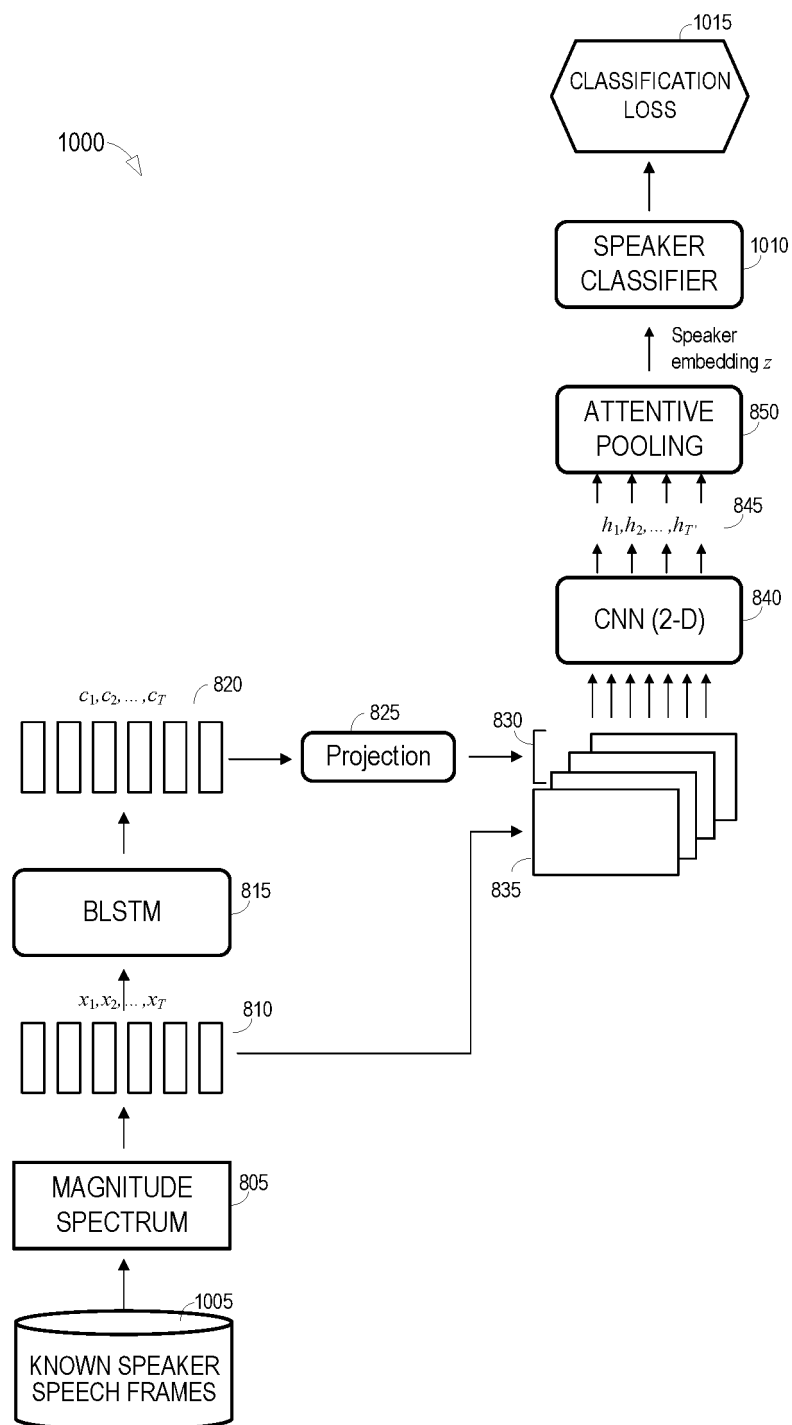 1015
CLASSIFICATION
LOSS
1000
SPEAKER
CLASSIFIER
1010
Speaker
embedding z
ATTENTIVE
POOLING
850
845
h1,h2,...,hT'
CNN (2-D)
840
c1,c2,...,cT
820
825
Projection
830
835
BLSTM
815
x1,x2,...,xT
810
MAGNITUDE
SPECTRUM
805
1005
KNOWN SPEAKER
SPEECH FRAMES